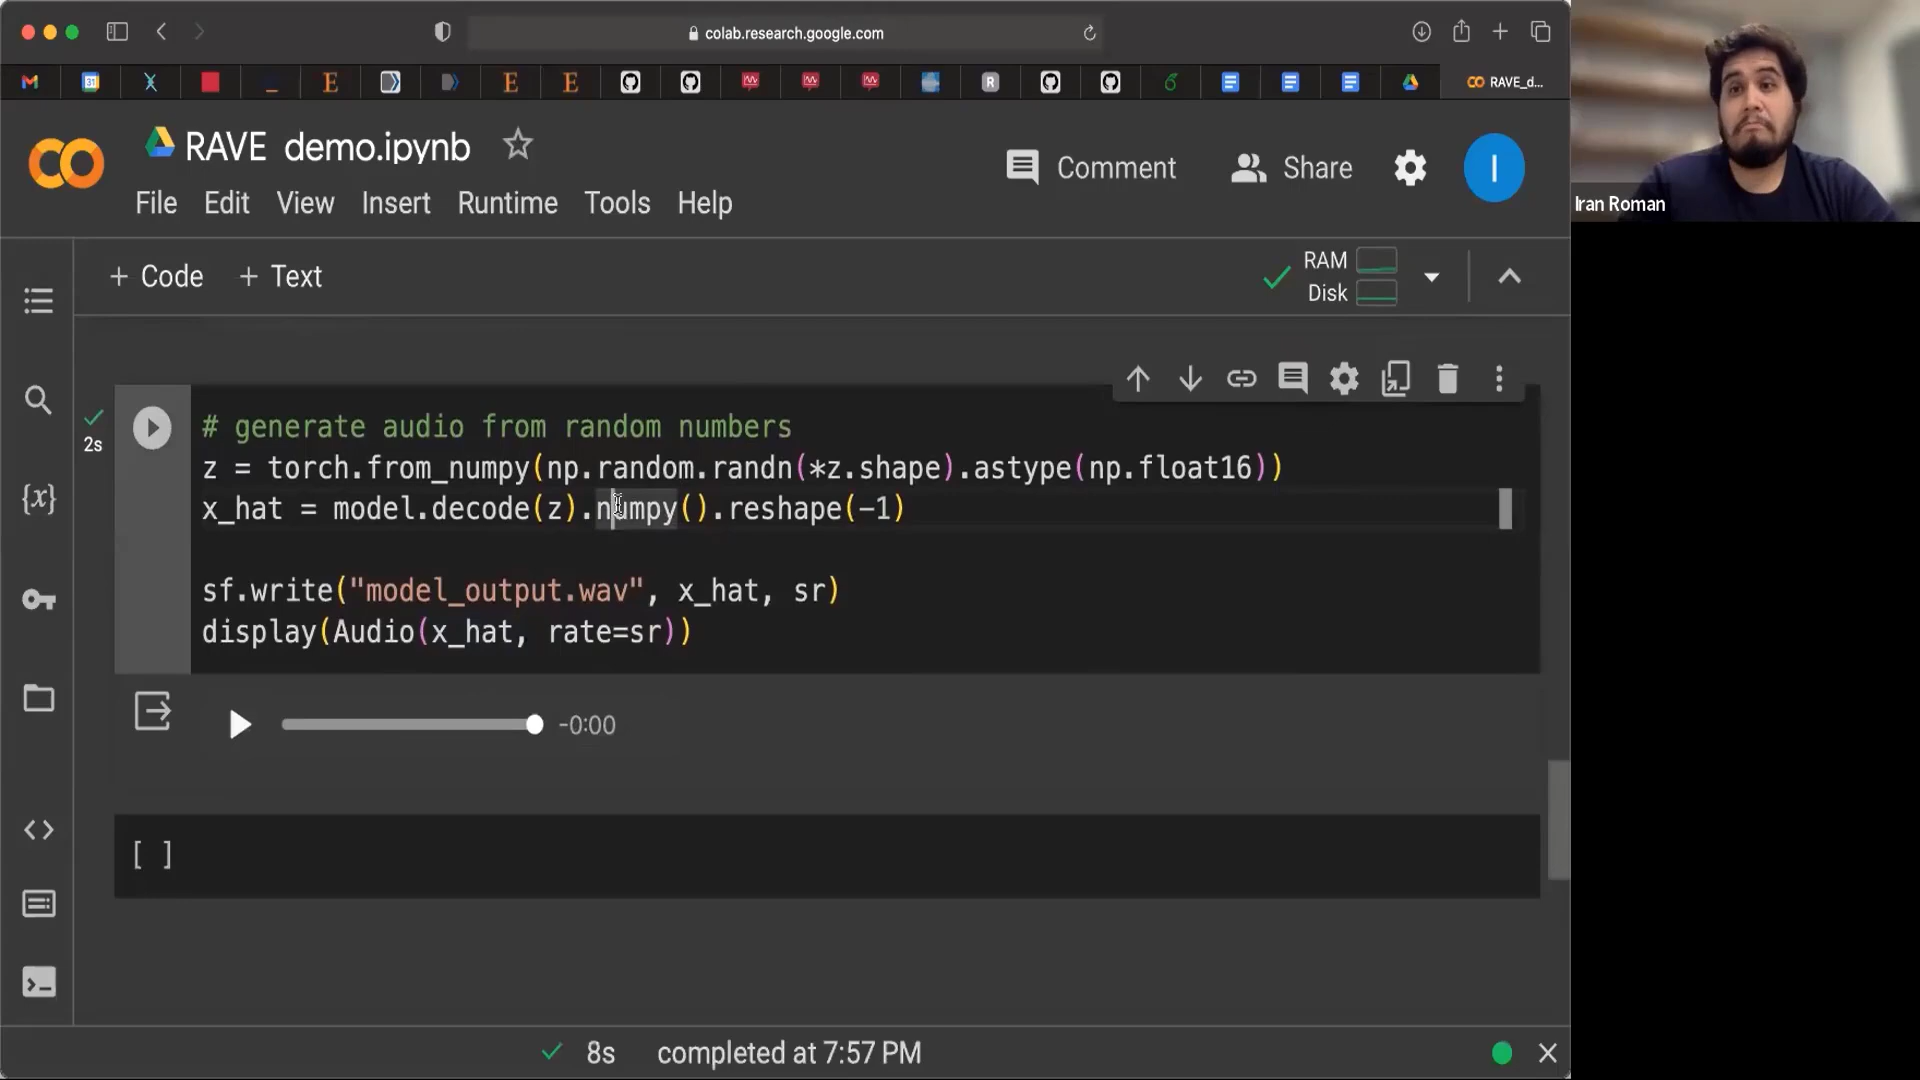 colab.research.google.com
31
E
E
E
R
RAVE_d...
RAVE demo.ipynb
Comment
Share
I
File Edit View Insert Runtime Tools Help
Iran Roman
+ Code + Text
RAM
Disk
{x}
2s
# generate audio from random numbers
z = torch.from_numpy(np.random.randn(*z.shape).astype(np.float16))
x_hat = model.decode(z).numpy().reshape(-1)
sf.write("model_output.wav", x_hat, sr)
display(Audio(x_hat, rate=sr))
-0:00
[ ]
8s completed at 7:57 PM